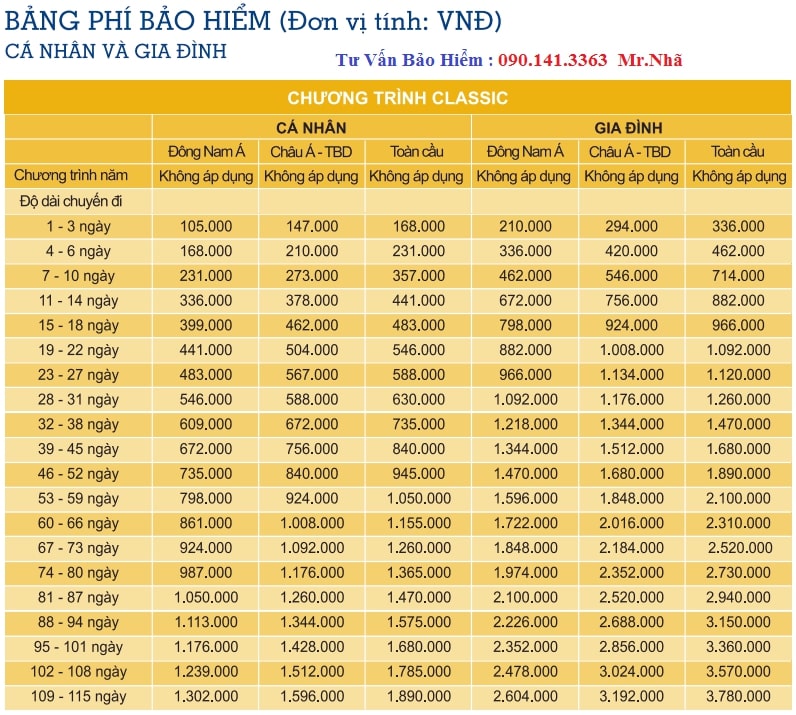 BẢNG PHÍ BẢO HIỂM (Đơn vị tính: VNĐ)
CÁ NHÂN VÀ GIA ĐÌNH
Tư Vấn Bảo Hiểm : 090.141.3363 Mr.Nhã
CHƯƠNG TRÌNH CLASSIC
CÁ NHÂN GIA ĐÌNH
Đông Nam Á Châu Á - TBD Toàn cầu Đông Nam Á Châu Á - TBD Toàn cầu
Chương trình năm Không áp dụng Không áp dụng Không áp dụng Không áp dụng Không áp dụng Không áp dụng
Độ dài chuyến đi
1 - 3 ngày 105.000 147.000 168.000 210.000 294.000 336.000
4 - 6 ngày 168.000 210.000 231.000 336.000 420.000 462.000
7 - 10 ngày 231.000 273.000 357.000 462.000 546.000 714.000
11 - 14 ngày 336.000 378.000 441.000 672.000 756.000 882.000
15 - 18 ngày 399.000 462.000 483.000 798.000 924.000 966.000
19 - 22 ngày 441.000 504.000 546.000 882.000 1.008.000 1.092.000
23 - 27 ngày 483.000 567.000 588.000 966.000 1.134.000 1.120.000
28 - 31 ngày 546.000 588.000 630.000 1.092.000 1.176.000 1.260.000
32 - 38 ngày 609.000 672.000 735.000 1.218.000 1.344.000 1.470.000
39 - 45 ngày 672.000 756.000 840.000 1.344.000 1.512.000 1.680.000
46 - 52 ngày 735.000 840.000 945.000 1.470.000 1.680.000 1.890.000
53 - 59 ngày 798.000 924.000 1.050.000 1.596.000 1.848.000 2.100.000
60 - 66 ngày 861.000 1.008.000 1.155.000 1.722.000 2.016.000 2.310.000
67 - 73 ngày 924.000 1.092.000 1.260.000 1.848.000 2.184.000 2.520.000
74 - 80 ngày 987.000 1.176.000 1.365.000 1.974.000 2.352.000 2.730.000
81 - 87 ngày 1.050.000 1.260.000 1.470.000 2.100.000 2.520.000 2.940.000
88 - 94 ngày 1.113.000 1.344.000 1.575.000 2.226.000 2.688.000 3.150.000
95 - 101 ngày 1.176.000 1.428.000 1.680.000 2.352.000 2.856.000 3.360.000
102 - 108 ngày 1.239.000 1.512.000 1.785.000 2.478.000 3.024.000 3.570.000
109 - 115 ngày 1.302.000 1.596.000 1.890.000 2.604.000 3.192.000 3.780.000